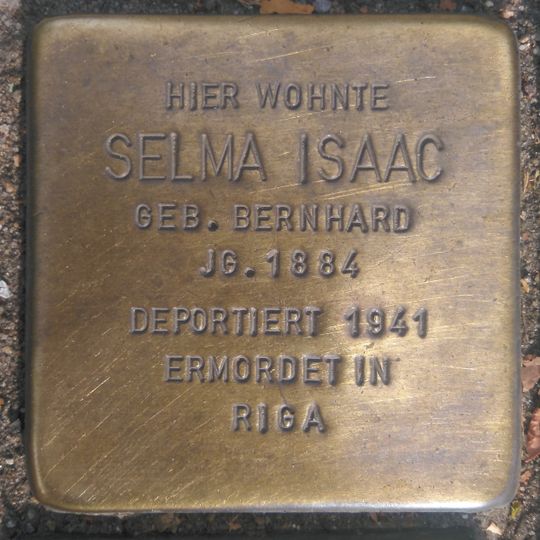 HIER WOHNTE
SELMA ISAAC
GEB. BERNHARD
JG. 1884
DEPORTIERT 1941
ERMORDET IN
RIGA